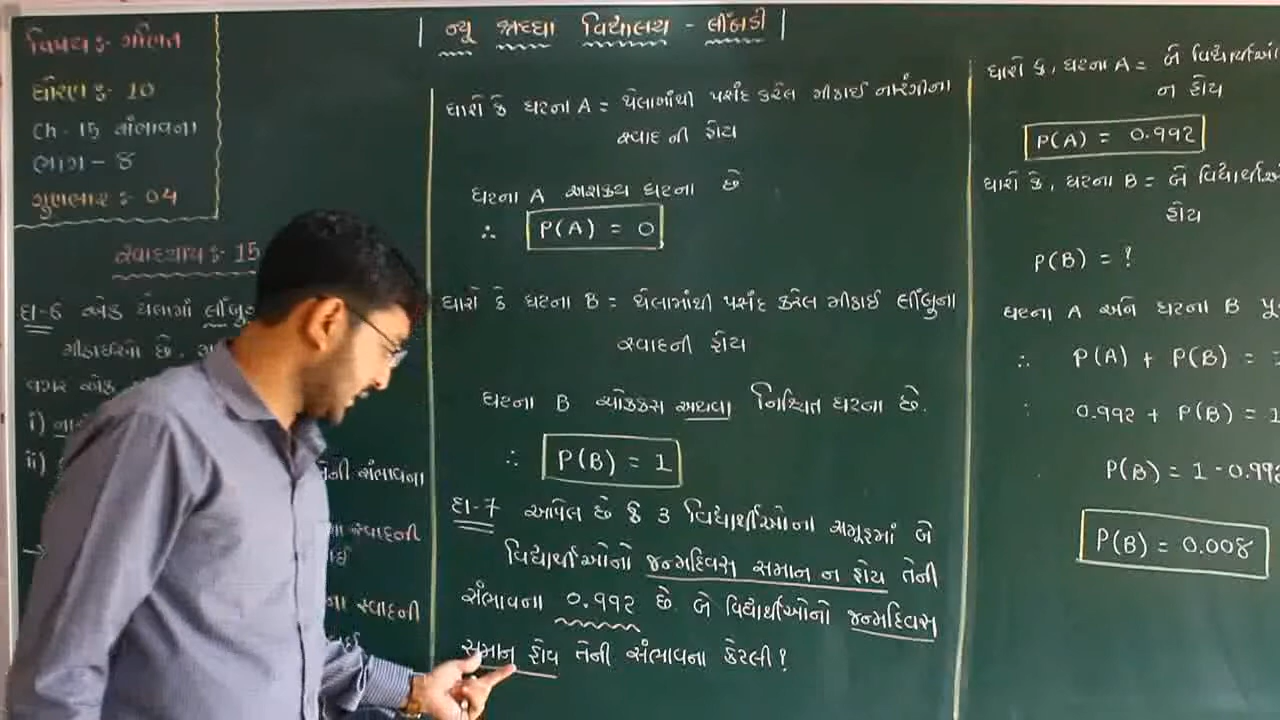 ન્યૂ શ્રધ્ધા વિદ્યાલય - લીંબડી
વિષય ઃ- ગણિત
ધોરણ ઃ- 10
Ch - 15 સંભાવના
ભાગ - 8
ગુણભાર ઃ- 04
સ્વાધ્યાય ઃ- 15
દા-6 એક થેલામાં
મીઠાઈઓ છે.
વગર એક
i)
ii)
તેની સંભાવના
સ્વાદની
ના સ્વાદની
ધારો કે ઘટના A = થેલામાંથી પસંદ કરેલ મીઠાઈ નારંગીના
સ્વાદ ની હોય
ઘટના A અશક્ય ઘટના છે
∴ P(A) = 0
ધારો કે ઘટના B = થેલામાંથી પસંદ કરેલ મીઠાઈ લીંબુના
સ્વાદની હોય
ઘટના B ચોક્કસ અથવા નિશ્ચિત ઘટના છે.
∴ P(B) = 1
દા-7 આપેલ છે કે 3 વિદ્યાર્થીઓના સમૂહમાં બે
વિદ્યાર્થીઓનો જન્મદિવસ સમાન ન હોય તેની
સંભાવના 0.992 છે. બે વિદ્યાર્થીઓનો જન્મદિવસ
સમાન હોય તેની સંભાવના કેટલી?
ધારો કે, ઘટના A = બે વિદ્યાર્થીઓ
ન હોય
P(A) = 0.992
ધારો કે, ઘટના B = બે વિદ્યાર્થીઓ
હોય
P(B) = ?
ઘટના A અને ઘટના B પૂ
∴ P(A) + P(B) =
0.992 + P(B) = 1
P(B) = 1 - 0.992
P(B) = 0.008